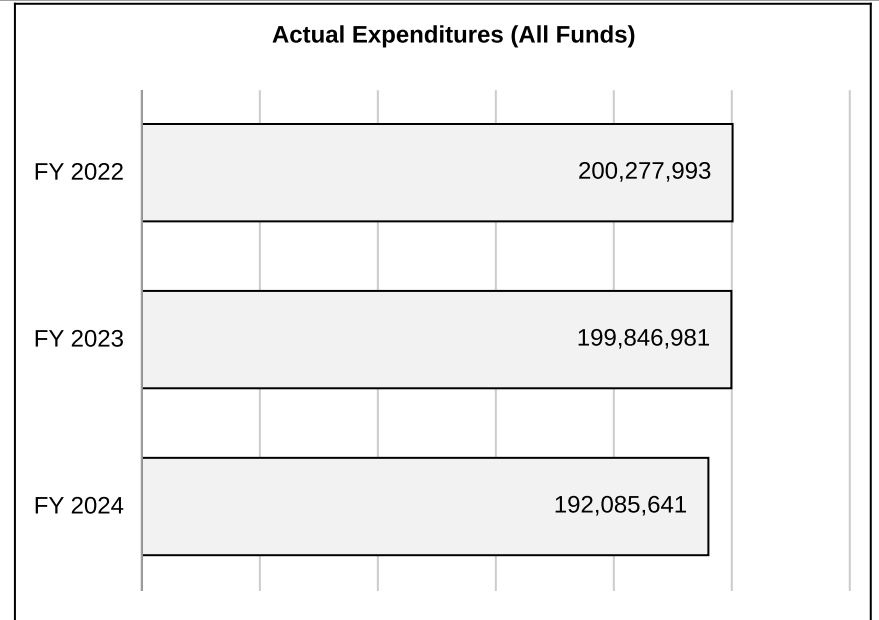 Actual Expenditures (All Funds)
FY 2022 200,277,993
FY 2023 199,846,981
FY 2024 192,085,641